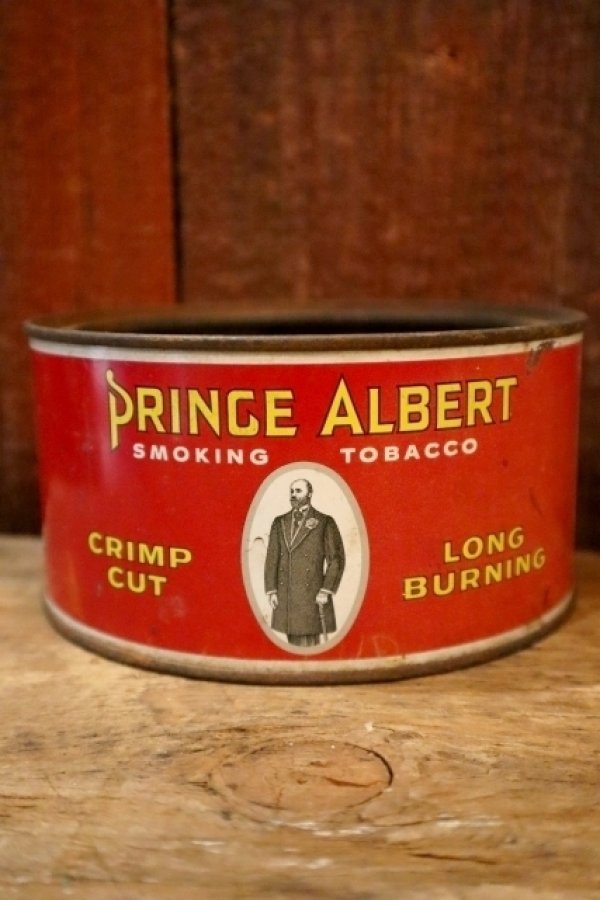 PRINCE ALBERT
SMOKING TOBACCO
CRIMP
CUT
LONG
BURNING